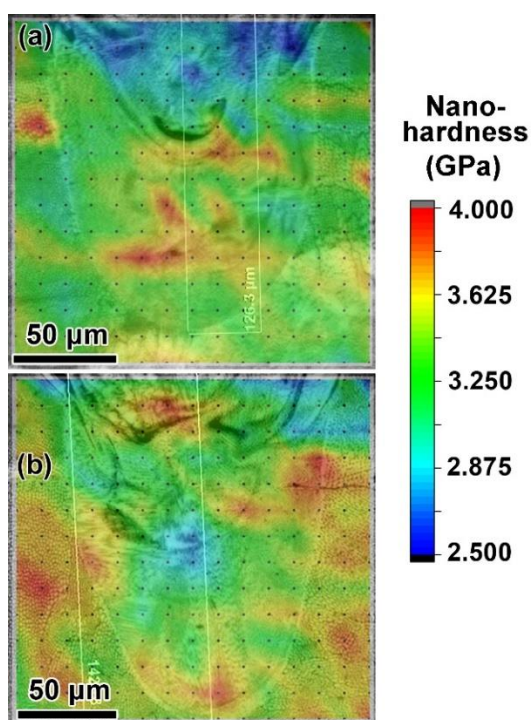 (a)
126.3 µm
50 µm
(b)
50 µm
Nano-
hardness
(GPa)
4.000
3.625
3.250
2.875
2.500